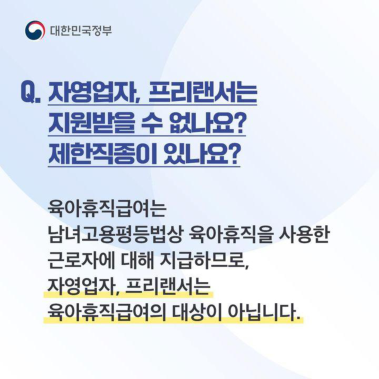 대한민국정부
Q. 자영업자, 프리랜서는
지원받을 수 없나요?
제한직종이 있나요?
육아휴직급여는
남녀고용평등법상 육아휴직을 사용한
근로자에 대해 지급하므로,
자영업자, 프리랜서는
육아휴직급여의 대상이 아닙니다.